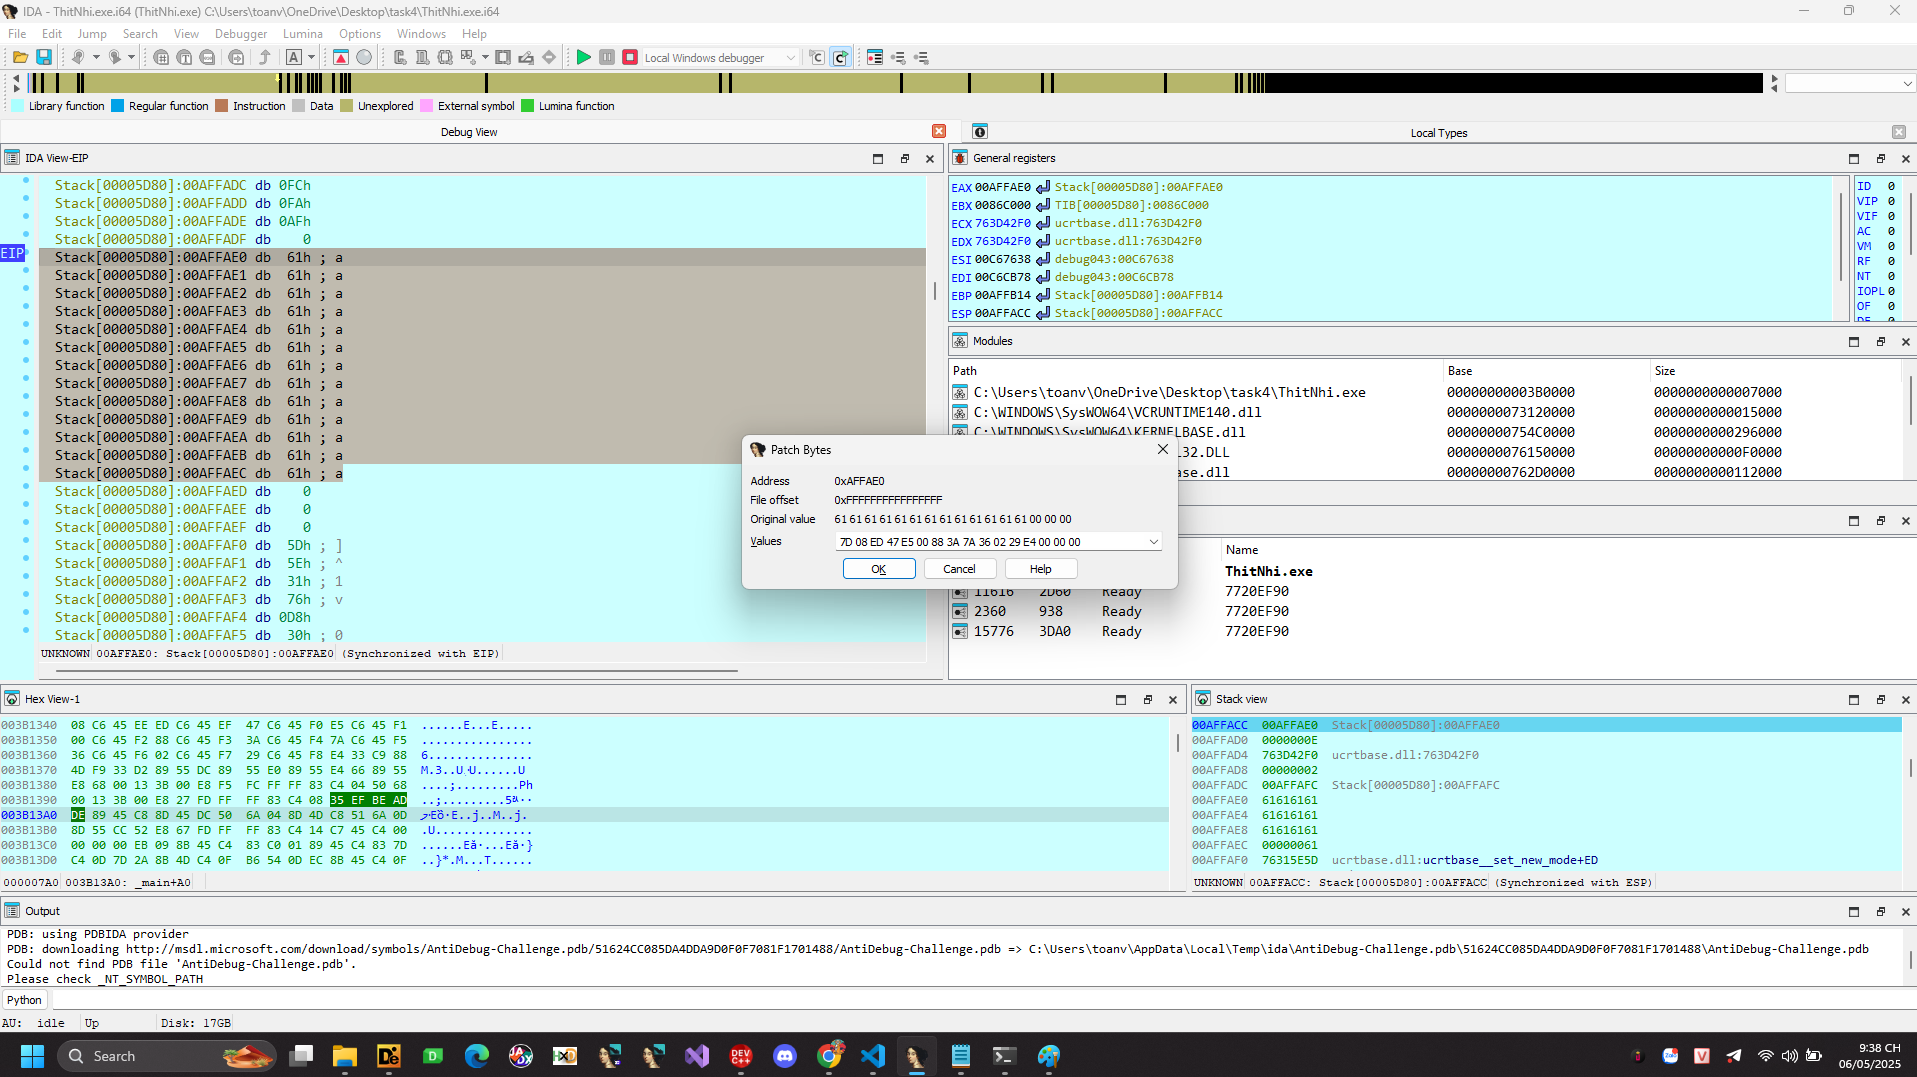 IDA - ThitNhi.exe.i64 (ThitNhi.exe) C:\Users\toanv\OneDrive\Desktop\task4\ThitNhi.exe.i64
File Edit Jump Search View Debugger Lumina Options Windows Help
Local Windows debugger
Library function Regular function Instruction Data Unexplored External symbol Lumina function
Debug View
Local Types
IDA View-EIP
EIP
Stack[00005D80]:00AFFADC db 0FCh
Stack[00005D80]:00AFFADD db 0FAh
Stack[00005D80]:00AFFADE db 0AFh
Stack[00005D80]:00AFFADF db 0
Stack[00005D80]:00AFFAE0 db 61h ; a
Stack[00005D80]:00AFFAE1 db 61h ; a
Stack[00005D80]:00AFFAE2 db 61h ; a
Stack[00005D80]:00AFFAE3 db 61h ; a
Stack[00005D80]:00AFFAE4 db 61h ; a
Stack[00005D80]:00AFFAE5 db 61h ; a
Stack[00005D80]:00AFFAE6 db 61h ; a
Stack[00005D80]:00AFFAE7 db 61h ; a
Stack[00005D80]:00AFFAE8 db 61h ; a
Stack[00005D80]:00AFFAE9 db 61h ; a
Stack[00005D80]:00AFFAEA db 61h ; a
Stack[00005D80]:00AFFAEB db 61h ; a
Stack[00005D80]:00AFFAEC db 61h ; a
Stack[00005D80]:00AFFAED db 0
Stack[00005D80]:00AFFAEE db 0
Stack[00005D80]:00AFFAEF db 0
Stack[00005D80]:00AFFAF0 db 5Dh ; ]
Stack[00005D80]:00AFFAF1 db 5Eh ; ^
Stack[00005D80]:00AFFAF2 db 31h ; 1
Stack[00005D80]:00AFFAF3 db 76h ; v
Stack[00005D80]:00AFFAF4 db 0D8h
Stack[00005D80]:00AFFAF5 db 30h ; 0
UNKNOWN 00AFFAE0: Stack[00005D80]:00AFFAE0 (Synchronized with EIP)
General registers
EAX 00AFFAE0 Stack[00005D80]:00AFFAE0
EBX 0086C000 TIB[00005D80]:0086C000
ECX 763D42F0 ucrtbase.dll:763D42F0
EDX 763D42F0 ucrtbase.dll:763D42F0
ESI 00C67638 debug043:00C67638
EDI 00C6CB78 debug043:00C6CB78
EBP 00AFFB14 Stack[00005D80]:00AFFB14
ESP 00AFFACC Stack[00005D80]:00AFFACC
ID 0
VIP 0
VIF 0
AC 0
VM 0
RF 0
NT 0
IOPL 0
OF 0
DF 0
Modules
Path Base Size
C:\Users\toanv\OneDrive\Desktop\task4\ThitNhi.exe 00000000003B0000 0000000000007000
C:\WINDOWS\SysWOW64\VCRUNTIME140.dll 0000000073120000 0000000000015000
C:\WINDOWS\SysWOW64\KERNELBASE.dll 00000000754C0000 0000000000296000
L32.DLL 0000000076150000 00000000000F0000
ase.dll 00000000762D0000 0000000000112000
Patch Bytes
Address 0xAFFAE0
File offset 0xFFFFFFFFFFFFFFFF
Original value 61 61 61 61 61 61 61 61 61 61 61 61 61 00 00 00
Values 7D 08 ED 47 E5 00 88 3A 7A 36 02 29 E4 00 00 00
OK Cancel Help
Name
ThitNhi.exe
11616 2D60 Ready 7720EF90
2360 938 Ready 7720EF90
15776 3DA0 Ready 7720EF90
Hex View-1
003B1340 08 C6 45 EE ED C6 45 EF 47 C6 45 F0 E5 C6 45 F1 ......E...E.....
003B1350 00 C6 45 F2 88 C6 45 F3 3A C6 45 F4 7A C6 45 F5 ................
003B1360 36 C6 45 F6 02 C6 45 F7 29 C6 45 F8 E4 33 C9 88 6...............
003B1370 4D F9 33 D2 89 55 DC 89 55 E0 89 55 E4 66 89 55 M.3..U.U......U
003B1380 E8 68 00 13 3B 00 E8 F5 FC FF FF 83 C4 04 50 68 ....;.........Ph
003B1390 00 13 3B 00 E8 27 FD FF FF 83 C4 08 35 EF BE AD
003B13A0 DE 89 45 C8 8D 45 DC 50 6A 04 8D 4D C8 51 6A 0D
003B13B0 8D 55 CC 52 E8 67 FD FF FF 83 C4 14 C7 45 C4 00 .U..............
003B13C0 00 00 00 EB 09 8B 45 C4 83 C0 01 89 45 C4 83 7D
003B13D0 C4 0D 7D 2A 8B 4D C4 0F B6 54 0D EC 8B 45 C4 0F ..}*.M...T......
000007A0 003B13A0: _main+A0
Stack view
00AFFACC 00AFFAE0 Stack[00005D80]:00AFFAE0
00AFFAD0 0000000E
00AFFAD4 763D42F0 ucrtbase.dll:763D42F0
00AFFAD8 00000002
00AFFADC 00AFFAFC Stack[00005D80]:00AFFAFC
00AFFAE0 61616161
00AFFAE4 61616161
00AFFAE8 61616161
00AFFAEC 00000061
00AFFAF0 76315E5D ucrtbase.dll:ucrtbase__set_new_mode+ED
UNKNOWN 00AFFACC: Stack[00005D80]:00AFFACC (Synchronized with ESP)
Output
PDB: using PDBIDA provider
PDB: downloading http://msdl.microsoft.com/download/symbols/AntiDebug-Challenge.pdb/51624CC085DA4DDA9D0F0F7081F1701488/AntiDebug-Challenge.pdb => C:\Users\toanv\AppData\Local\Temp\ida\AntiDebug-Challenge.pdb\51624CC085DA4DDA9D0F0F7081F1701488\AntiDebug-Challenge.pdb
Could not find PDB file 'AntiDebug-Challenge.pdb'.
Please check _NT_SYMBOL_PATH
Python
AU: idle Up Disk: 17GB
Search
9:38 CH
06/05/2025